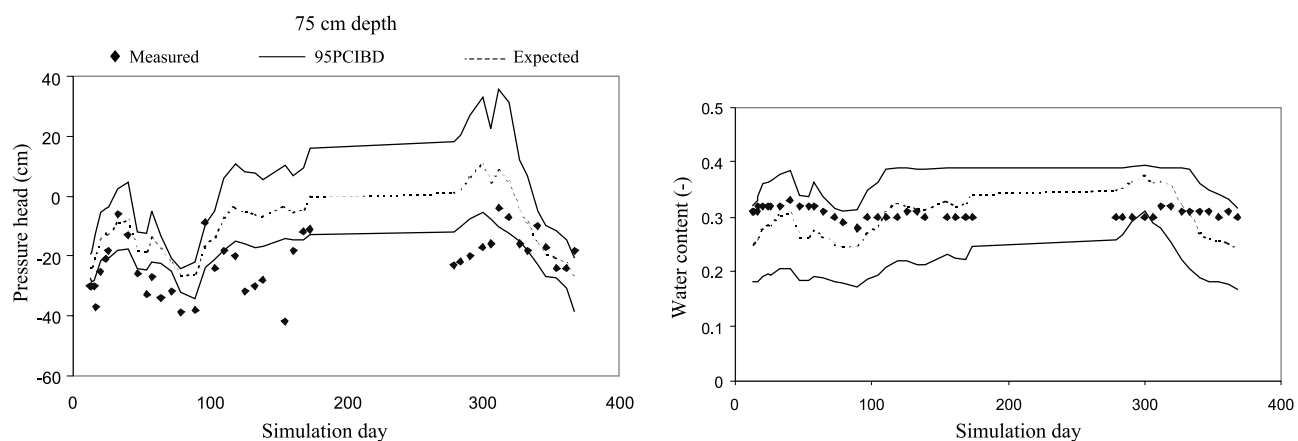 75 cm depth
Measured 95PCIBD Expected
Pressure head (cm)
40
20
0
-20
-40
-60
0 100 200 300 400
Simulation day
Water content (-)
0.5
0.4
0.3
0.2
0.1
0
0 100 200 300 400
Simulation day